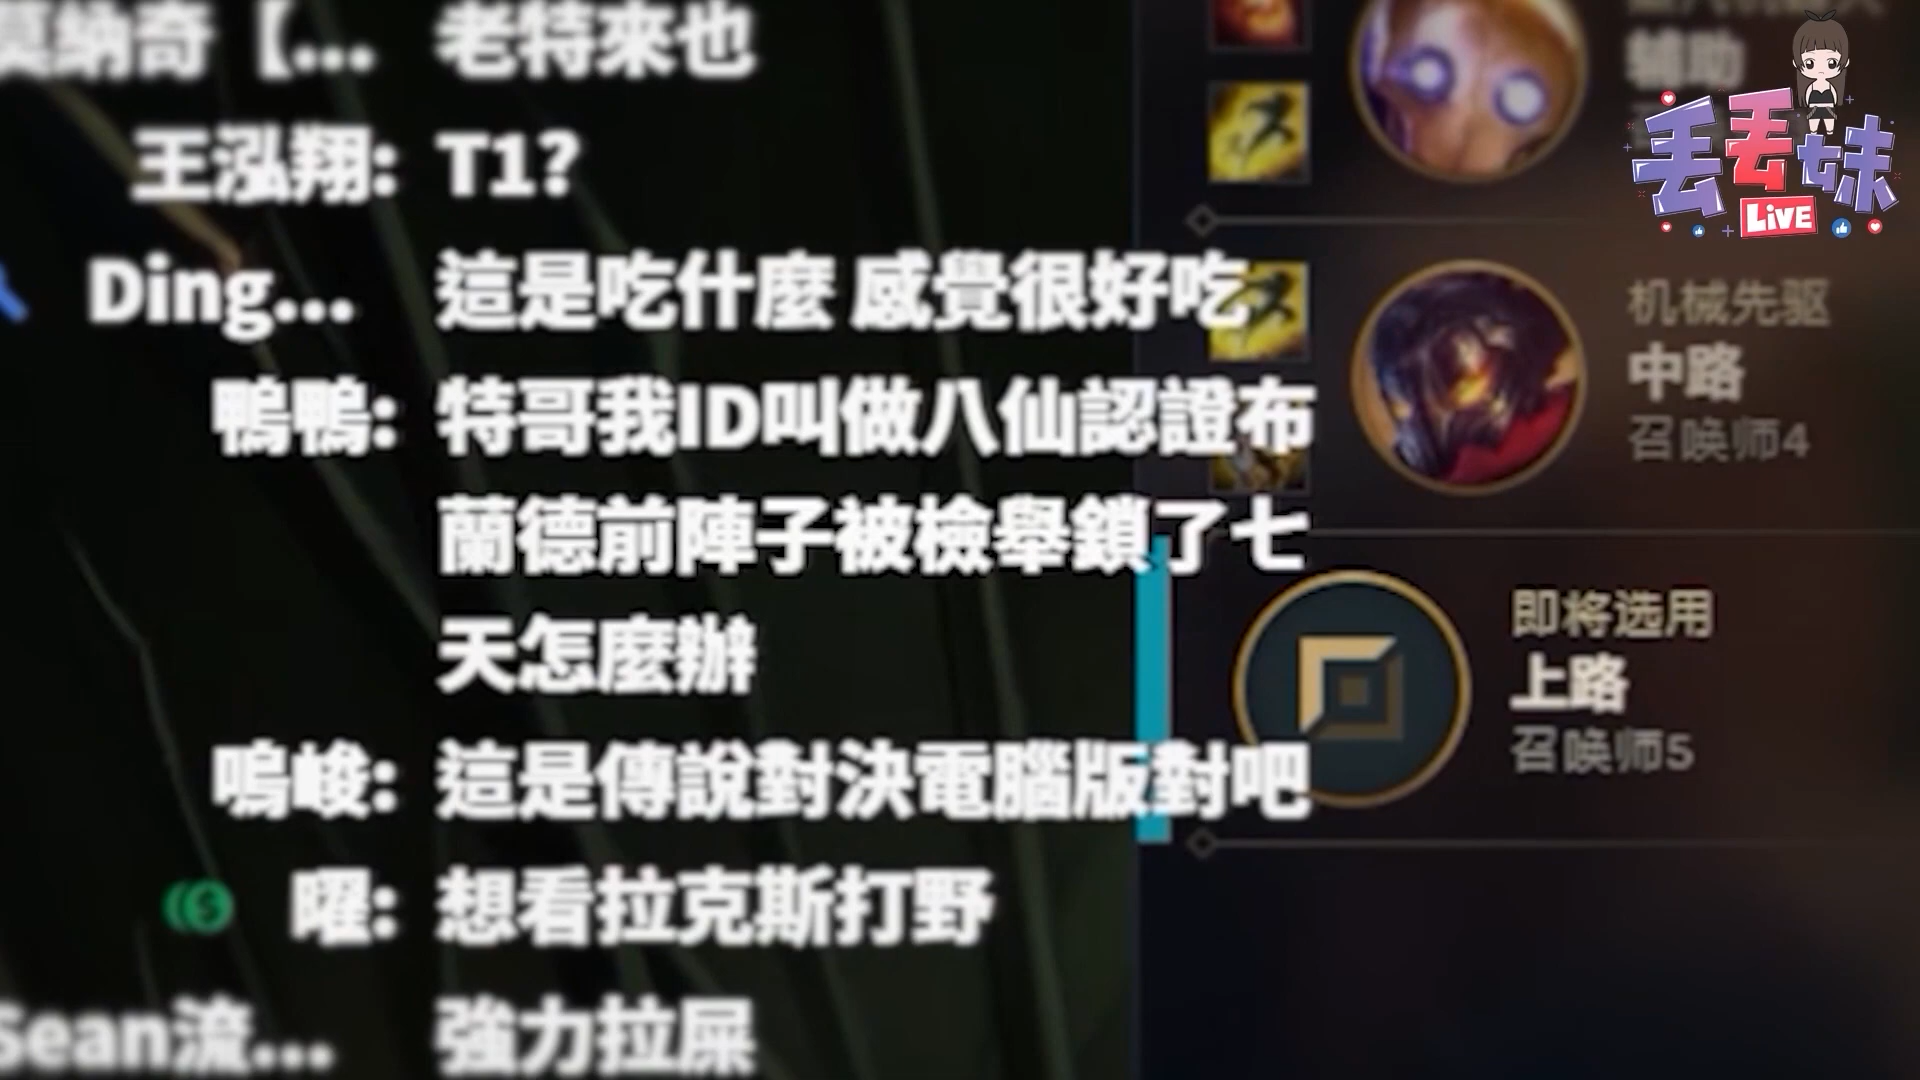 莫納奇【... 老特來也
王泓翔: T1?
Ding... 這是吃什麼 感覺很好吃
鴨鴨: 特哥我ID叫做八仙認證布
蘭德前陣子被檢舉鎖了七
天怎麼辦
嗚峻: 這是傳說對決電腦版對吧
曜: 想看拉克斯打野
Sean流... 強力拉屎
辅助
机械先驱
中路
召唤师4
即将选用
上路
召唤师5
丟丟妹
LiVE